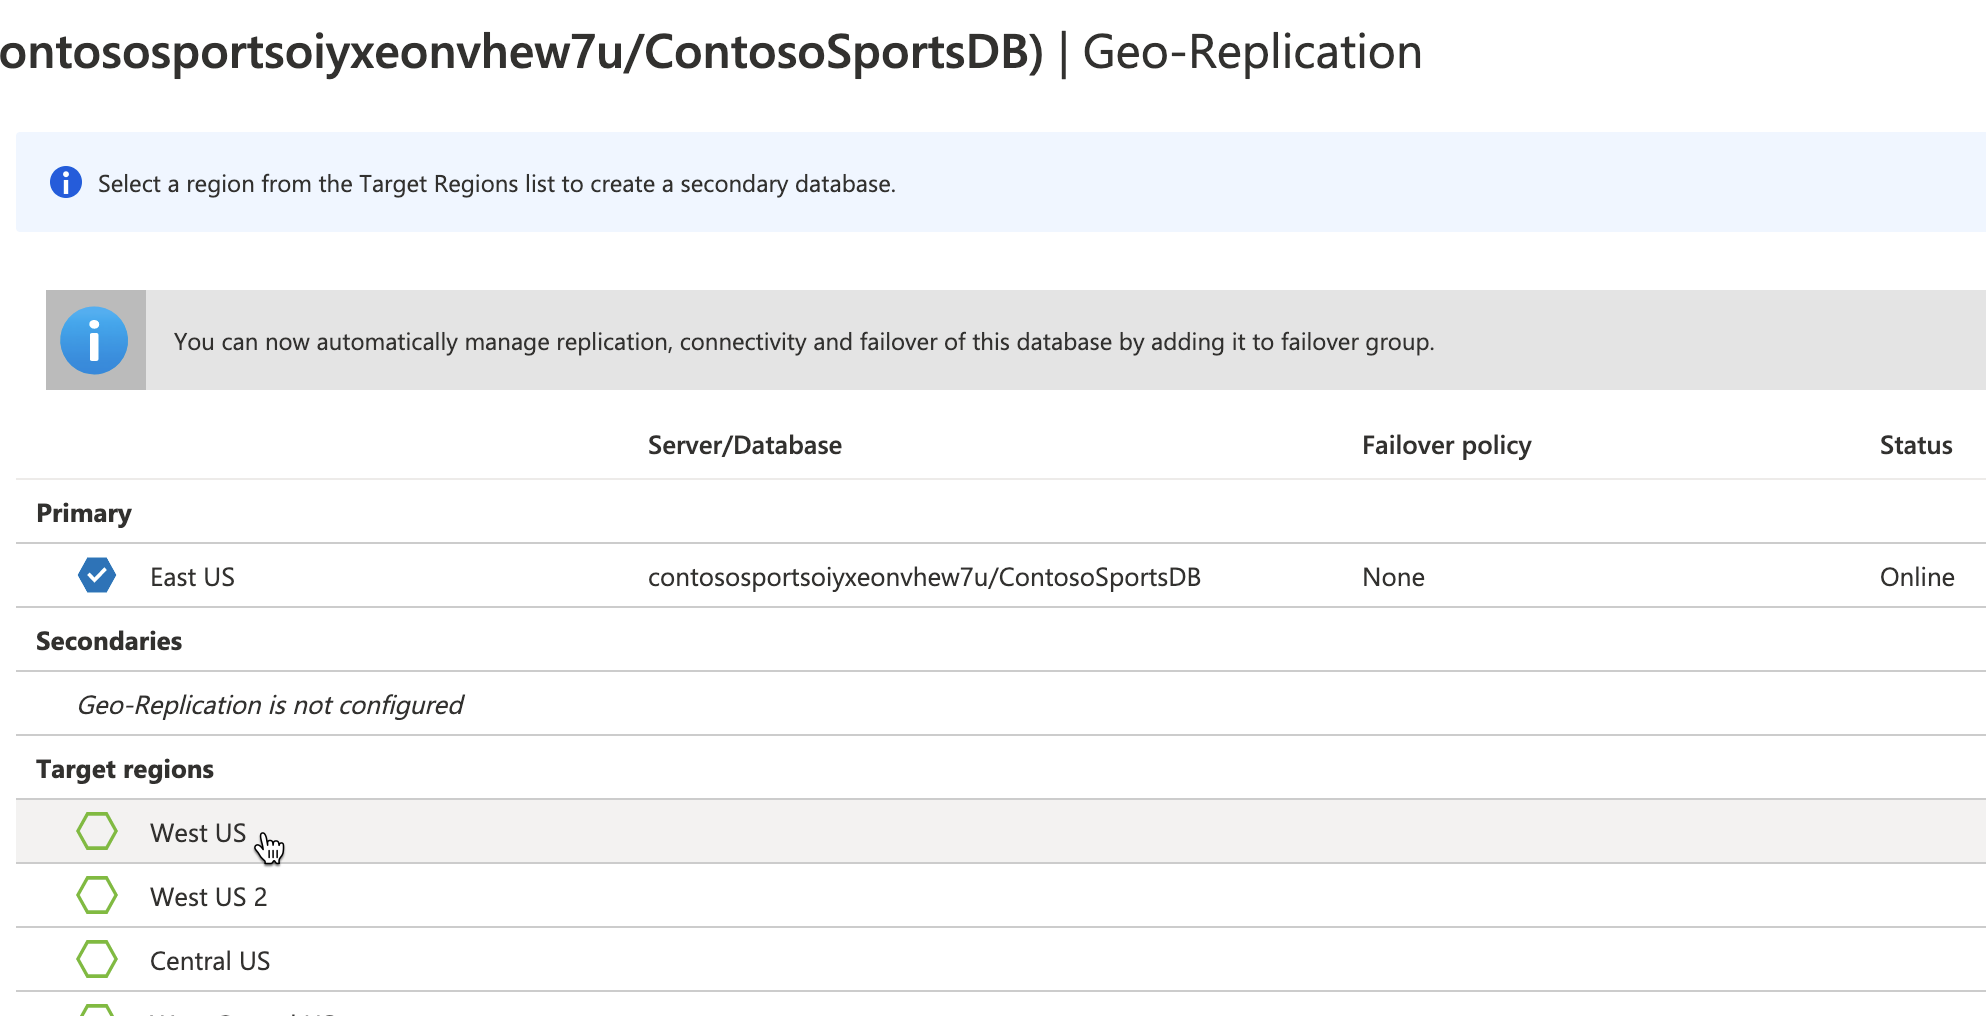 ontososportsoiyxeonvhew7u/ContosoSportsDB) | Geo-Replication
Select a region from the Target Regions list to create a secondary database.
You can now automatically manage replication, connectivity and failover of this database by adding it to failover group.
Server/Database Failover policy Status
Primary
East US contososportsoiyxeonvhew7u/ContosoSportsDB None Online
Secondaries
Geo-Replication is not configured
Target regions
West US
West US 2
Central US